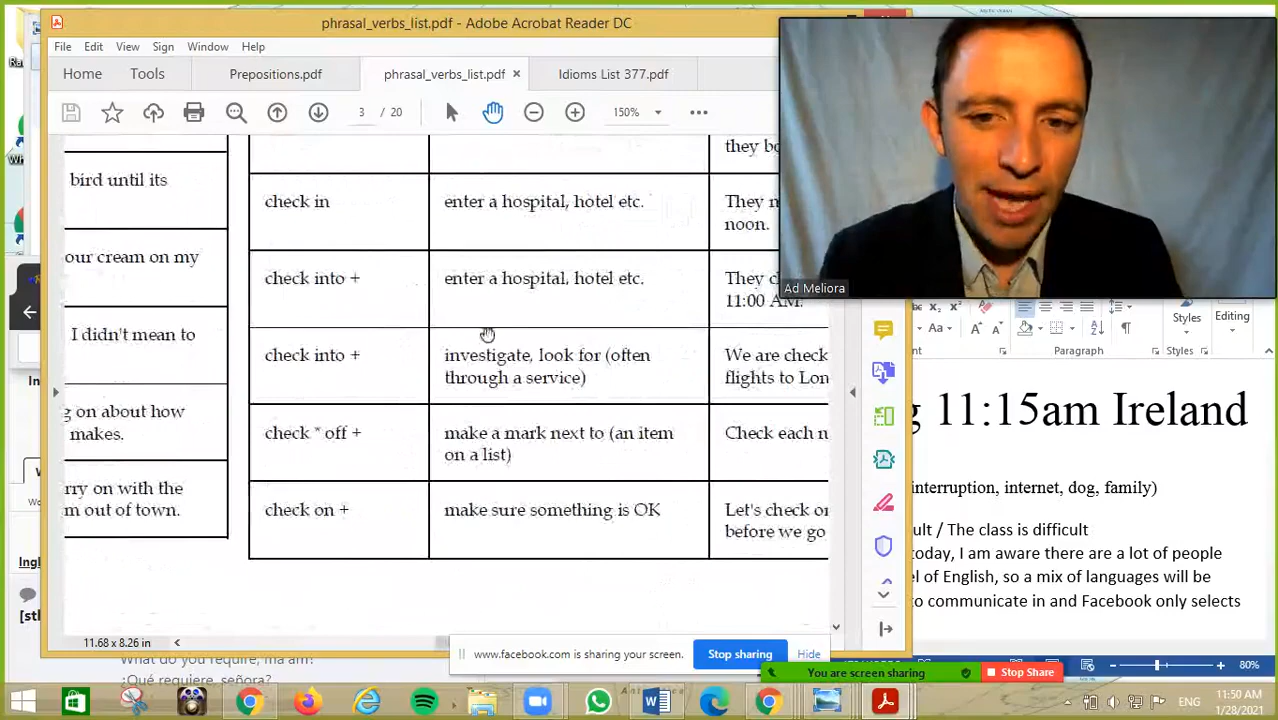 phrasal_verbs_list.pdf - Adobe Acrobat Reader DC
File Edit View Sign Window Help
Home Tools Prepositions.pdf phrasal_verbs_list.pdf × Idioms List 377.pdf
3 / 20 150%
they bo
bird until its
check in enter a hospital, hotel etc. They
noon.
our cream on my
check into + enter a hospital, hotel etc. They
11:00 AM.
Ad Meliora
I didn't mean to
check into + investigate, look for (often We are check
through a service) flights to Lon
g on about how
makes.
check * off + make a mark next to (an item Check each
on a list)
rry on with the
m out of town.
check on + make sure something is OK Let's check on
before we go
11.68 x 8.26 in
Aa
Styles
Editing
Paragraph Styles
g 11:15am Ireland
interruption, internet, dog, family)
ult / The class is difficult
today, I am aware there are a lot of people
el of English, so a mix of languages will be
to communicate in and Facebook only selects
In
W
Wo
Ingl
[stl
What do you require, ma'am?
¿Qué requiere, señora?
www.facebook.com is sharing your screen. Stop sharing Hide
You are screen sharing Stop Share
80%
ENG
11:50 AM
1/28/2021